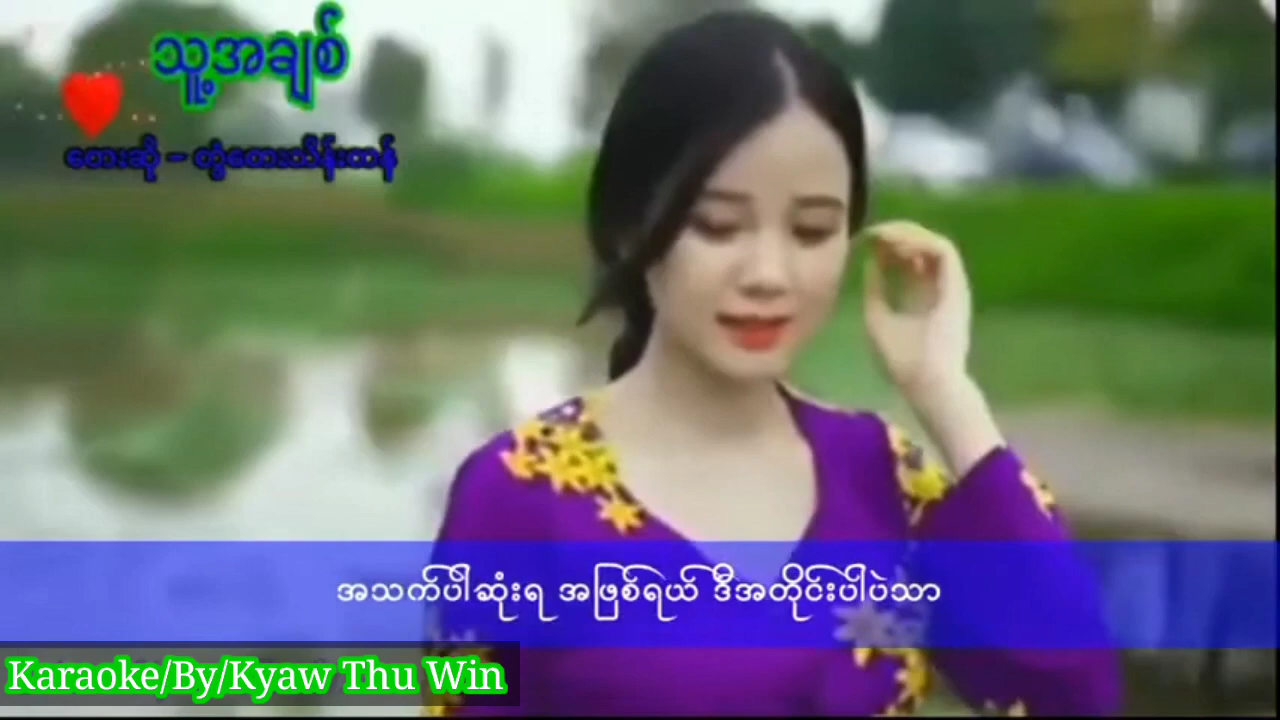 သူ့အချစ်
တေးဆို - တွံတေးသိန်းတန်
အသက်ပါဆုံးရ အဖြစ်ရယ် ဒီအတိုင်းပါပဲသာ
Karaoke/By/Kyaw Thu Win